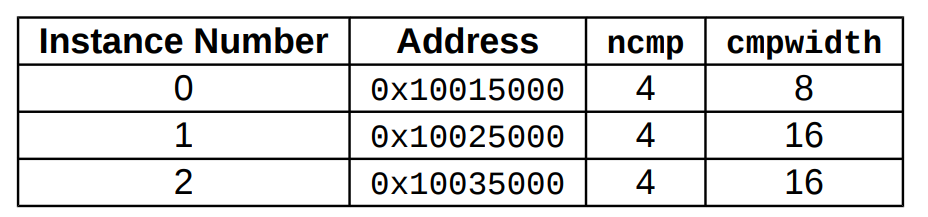 Instance Number Address ncmp cmpwidth
0 0x10015000 4 8
1 0x10025000 4 16
2 0x10035000 4 16